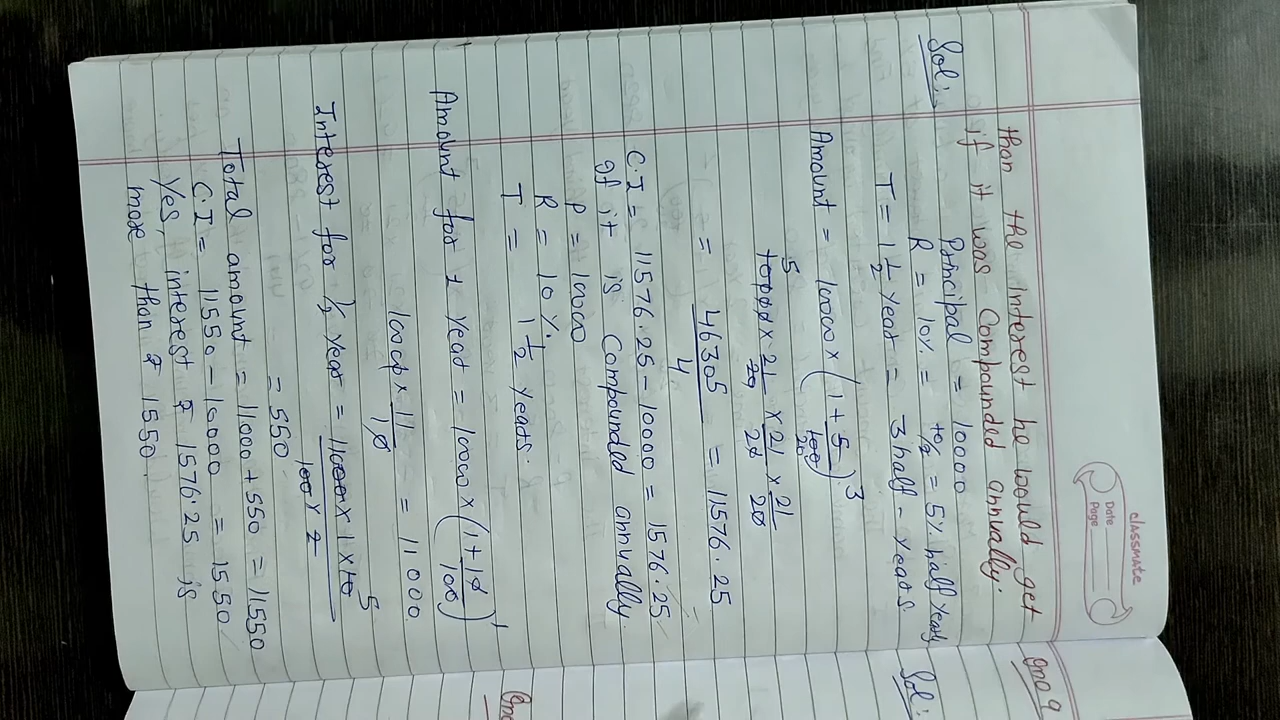 classmate
Date
Page
than the interest he would get
if it was Compounded annually.
Sol:
Principal = 10000
R = 10% = 10/2 = 5% half yearly
T = 1 1/2 year = 3 half - years
Amount = 10000 × (1 + 5/100)³
20
5
10000 × 21/20 × 21/20 × 21/20
= 46305/4 = 11576.25
C.I = 11576.25 - 10000 = 1576.25
If it is Compounded annually.
P = 10000
R = 10%.
T = 1 1/2 years.
Amount for 1 year = 10000 × (1 + 10/100)¹
10000 × 11/10 = 11000
Interest for 1/2 year = 11000 × 1 × 10/100 × 2
5
= 550
Total amount = 11000 + 550 = 11550
C.I = 11550 - 10000 = 1550
Yes, interest ₹ 1576.25 is
more than ₹ 1550.
Qno 9
Sol: